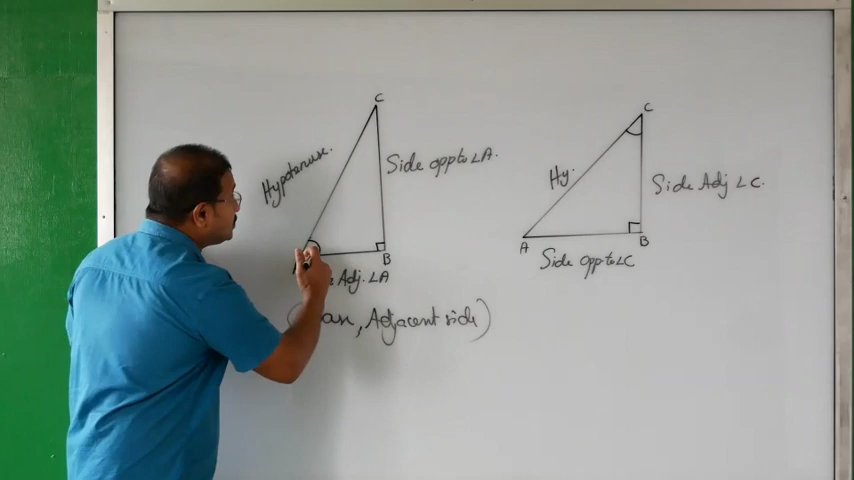 C
Hypotenuse.
Side opp to ∠A.
B
Adj. ∠A
, Adjacent side)
C
Hy.
Side Adj ∠C.
A
B
Side opp to ∠C